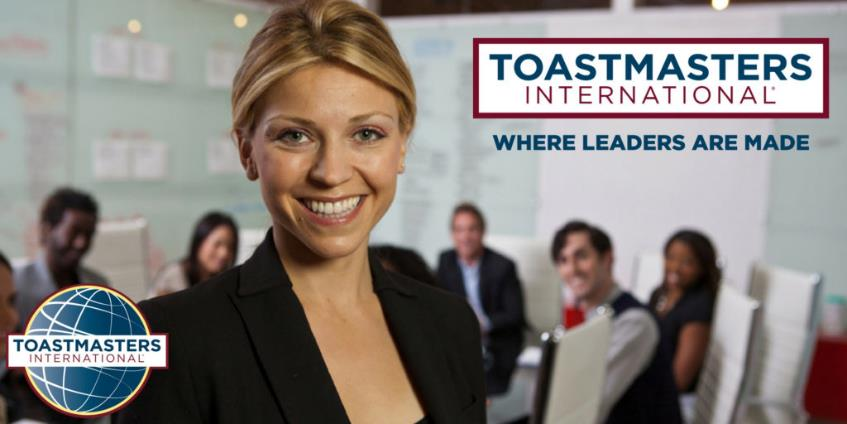 TOASTMASTERS
INTERNATIONAL®
WHERE LEADERS ARE MADE
TOASTMASTERS
INTERNATIONAL